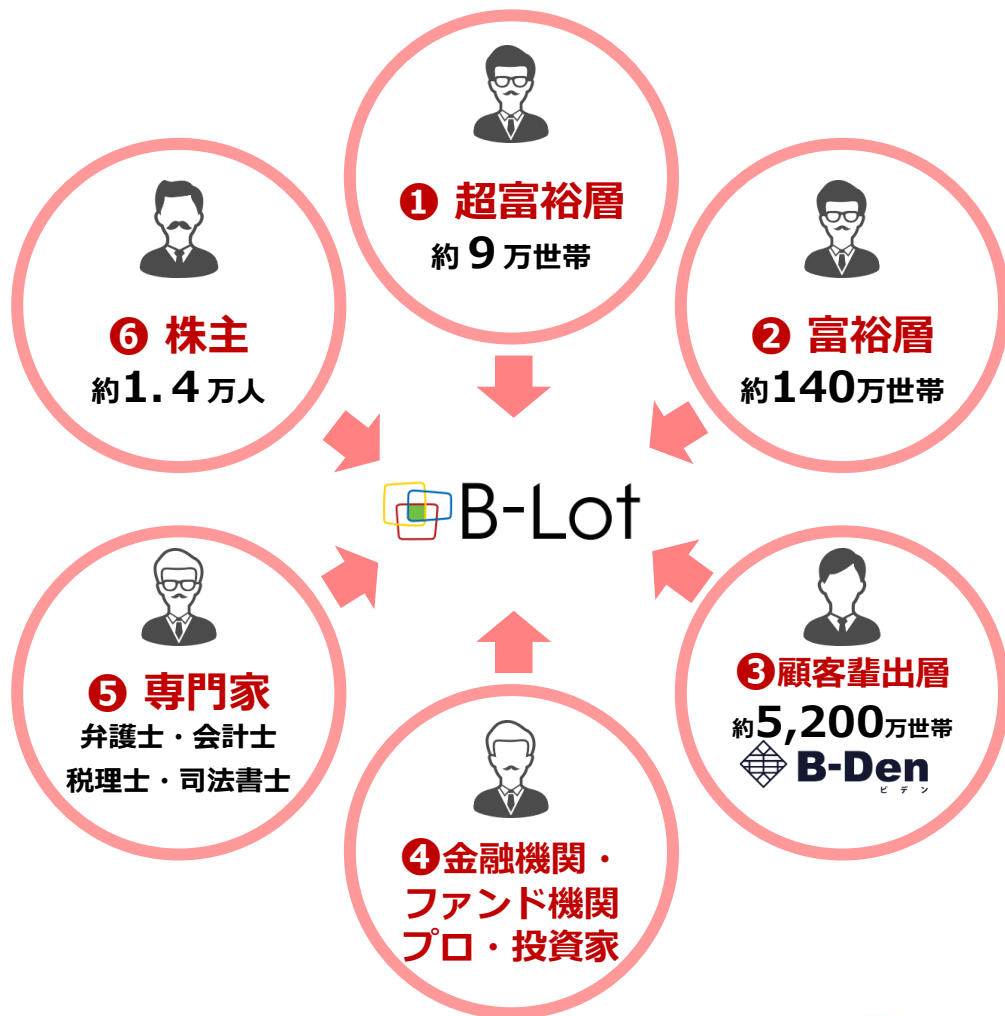 ❶ 超富裕層
約 9 万世帯
❷ 富裕層
約140万世帯
❸顧客輩出層
約5,200万世帯
B-Den
ビデン
❹金融機関・
ファンド機関
プロ・投資家
❺ 専門家
弁護士・会計士
税理士・司法書士
❻ 株主
約1.４万人
B-Lot